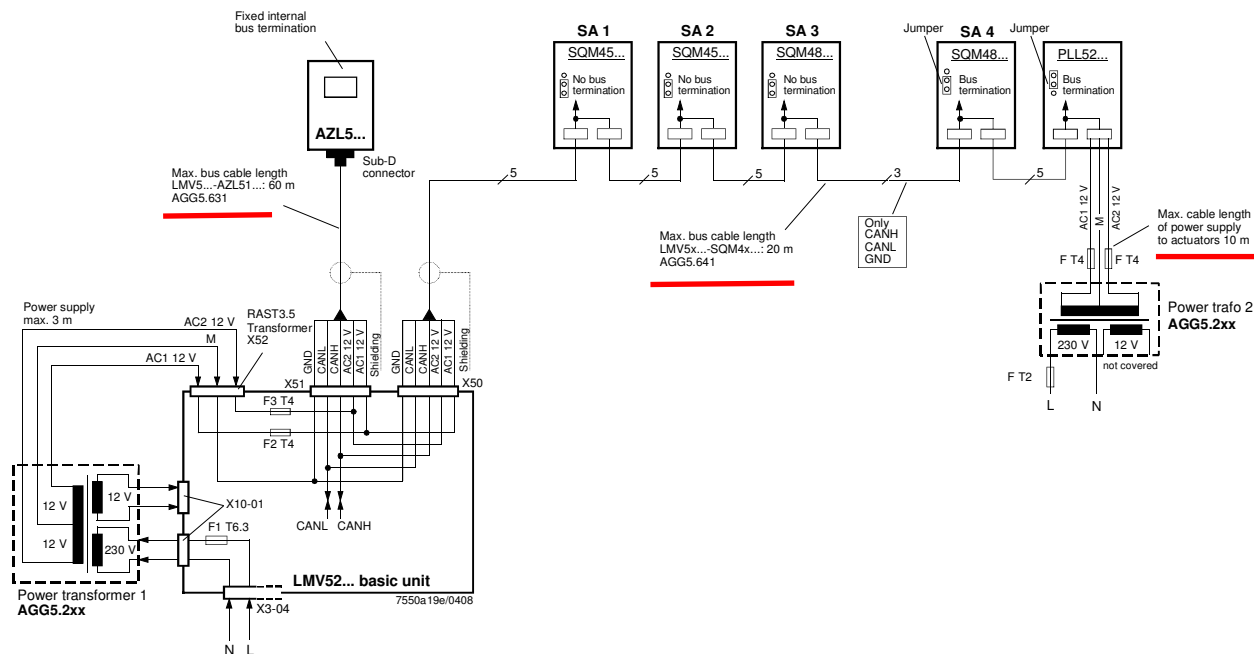 Fixed internal
bus termination
AZL5...
Sub-D
connector
Max. bus cable length
LMV5...-AZL51...: 60 m
AGG5.631
SA 1
SQM45...
No bus
termination
SA 2
SQM45...
No bus
termination
SA 3
SQM48...
No bus
termination
Jumper
SA 4
SQM48...
Bus
termination
Jumper
PLL52...
Bus
termination
5
5
5
3
5
Only
CANH
CANL
GND
Max. bus cable length
LMV5x...-SQM4x...: 20 m
AGG5.641
AC1 12 V
M
AC2 12 V
Max. cable length
of power supply
to actuators 10 m
F T4
F T4
Power trafo 2
AGG5.2xx
230 V
12 V
not covered
F T2
L
N
Power supply
max. 3 m
AC2 12 V
M
AC1 12 V
RAST3.5
Transformer
X52
GND
CANL
CANH
AC2 12 V
AC1 12 V
Shielding
GND
CANL
CANH
AC2 12 V
AC1 12 V
Shielding
X51
X50
F3 T4
F2 T4
CANL
CANH
12 V
12 V
12 V
230 V
X10-01
F1 T6.3
LMV52... basic unit
7550a19e/0408
X3-04
Power transformer 1
AGG5.2xx
N
L